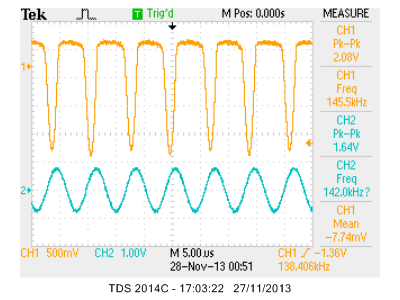 Tek T Trig'd M Pos: 0.000s MEASURE
CH1
Pk-Pk
2.08V
CH1
Freq
145.5kHz
CH2
Pk-Pk
1.64V
CH2
Freq
142.0kHz?
CH1
Mean
-7.74mV
1
2
CH1 500mV CH2 1.00V M 5.00us CH1 -1.36V
28-Nov-13 00:51 138.406kHz
TDS 2014C - 17:03:22 27/11/2013